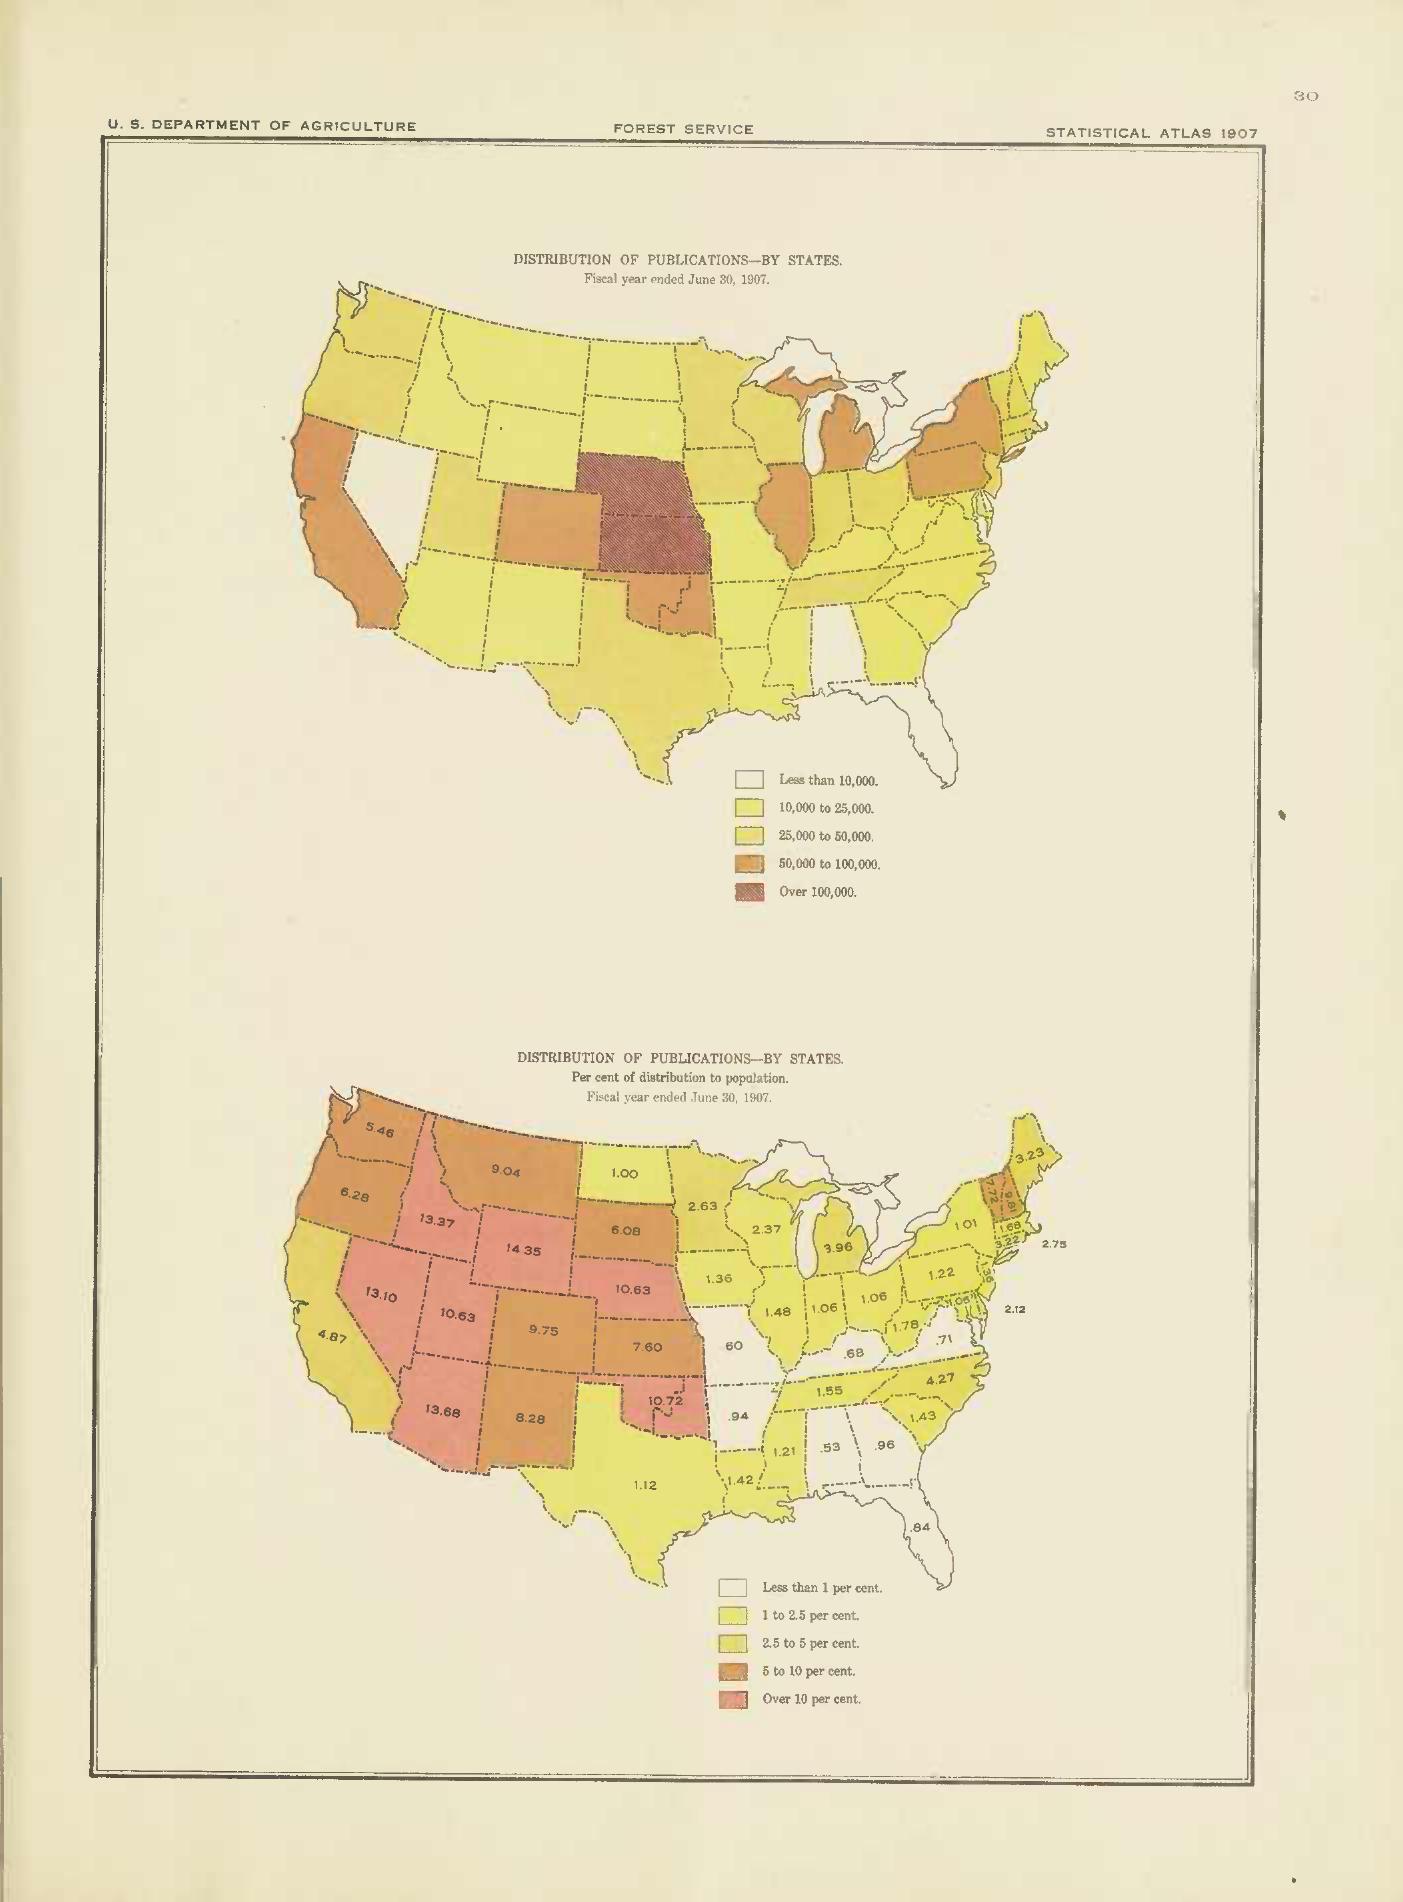 30
U. S. DEPARTMENT OF AGRICULTURE
FOREST SERVICE
STATISTICAL ATLAS 1907
DISTRIBUTION OF PUBLICATIONS—BY STATES.
Fiscal year ended June 30, 1907.
Less than 10,000.
10,000 to 25,000.
25,000 to 50,000.
50,000 to 100,000.
Over 100,000.
DISTRIBUTION OF PUBLICATIONS—BY STATES.
Per cent of distribution to population.
Fiscal year ended June 30, 1907.
5.46
9.04
1.00
3.23
6.28
13.37
14.35
6.08
2.63
2.37
3.96
1.01
7.72
1.68
3.22
2.75
13.10
10.63
10.63
1.36
1.22
1.48
1.06
1.06
2.12
4.87
9.75
7.60
.60
.68
1.78
.71
13.68
8.28
10.72
.94
1.55
4.27
1.43
1.12
1.42
1.21
.53
.96
.84
Less than 1 per cent.
1 to 2.5 per cent.
2.5 to 5 per cent.
5 to 10 per cent.
Over 10 per cent.